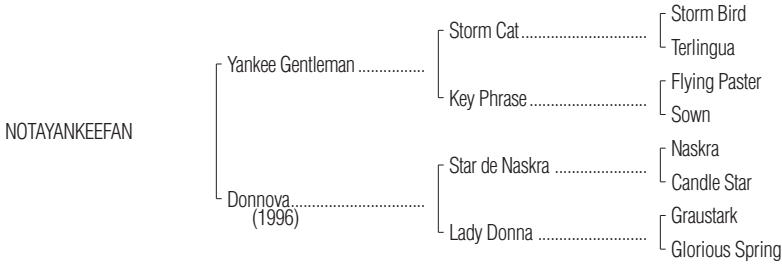 Storm Bird
Storm Cat
Terlingua
Yankee Gentleman
Flying Paster
Key Phrase
Sown
NOTAYANKEEFAN
Naskra
Star de Naskra
Candle Star
Donnova
(1996)
Graustark
Lady Donna
Glorious Spring